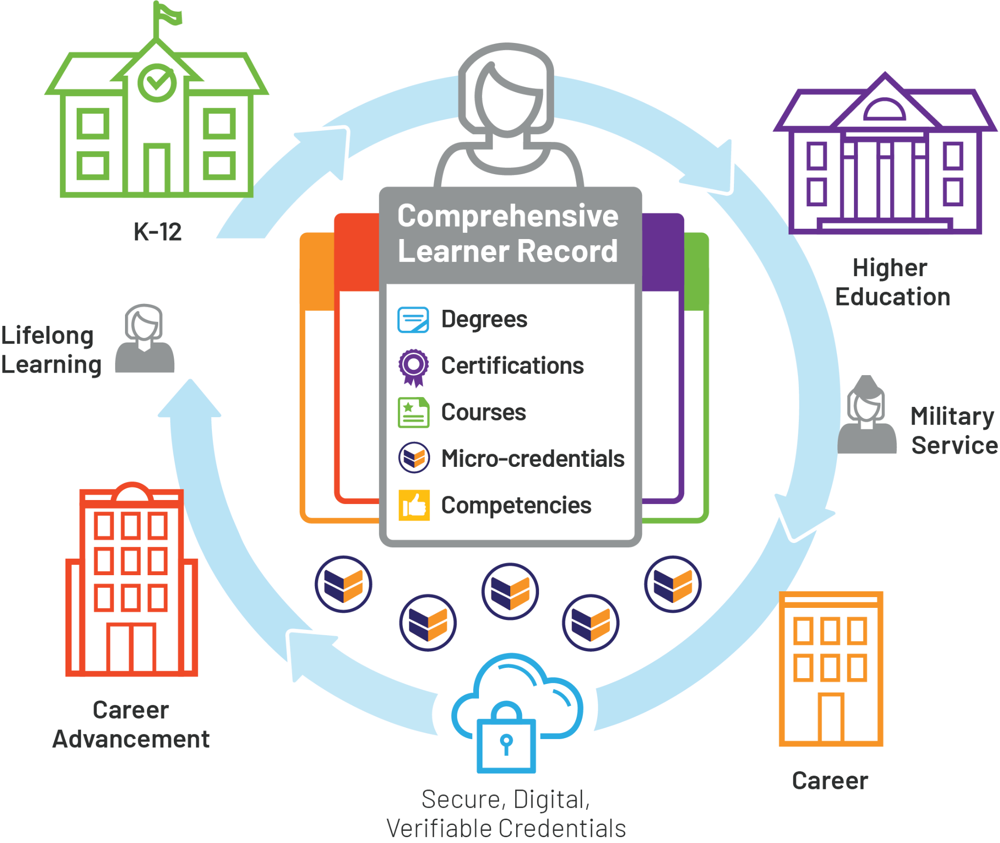 K-12
Comprehensive
Learner Record
Degrees
Certifications
Courses
Micro-credentials
Competencies
Higher
Education
Military
Service
Career
Secure, Digital,
Verifiable Credentials
Career
Advancement
Lifelong
Learning